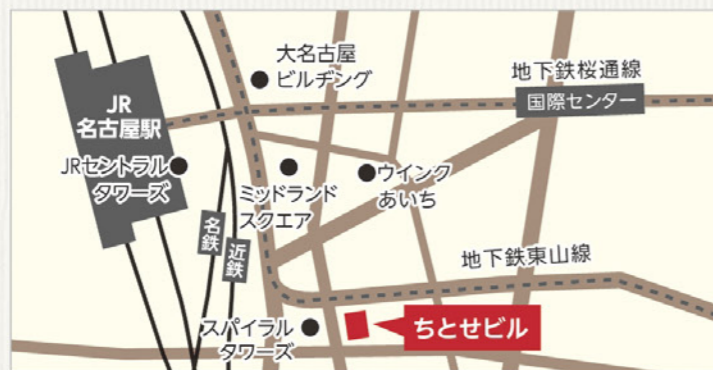 大名古屋
ビルヂング
地下鉄桜通線
国際センター
JR
名古屋駅
JRセントラル
タワーズ
ミッドランド
スクエア
ウインク
あいち
名鉄
近鉄
地下鉄東山線
スパイラル
タワーズ
ちとせビル